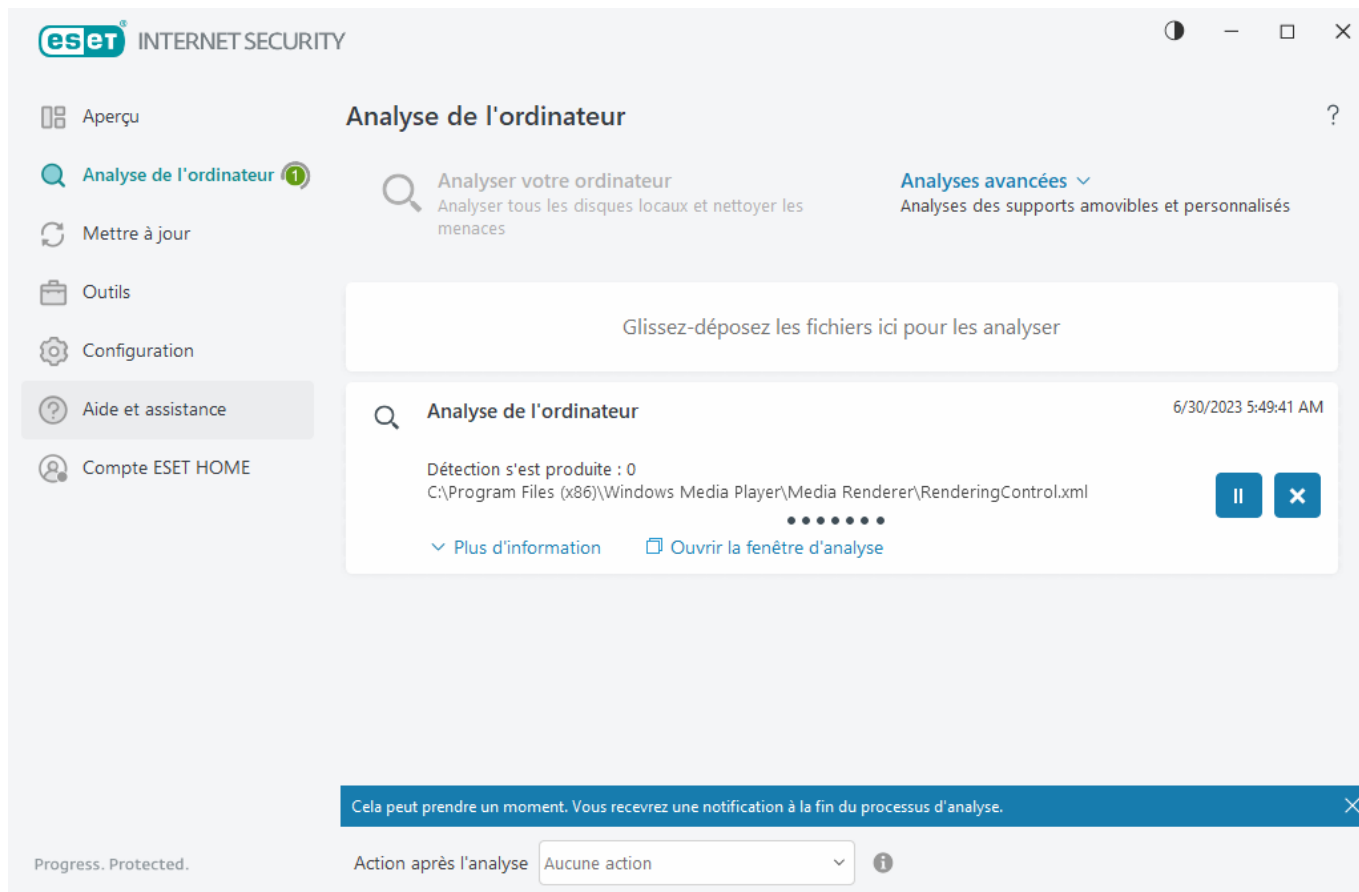 eset® INTERNET SECURITY
Aperçu
Analyse de l'ordinateur 1
Mettre à jour
Outils
Configuration
Aide et assistance
Compte ESET HOME
Progress. Protected.
Analyse de l'ordinateur
?
Analyser votre ordinateur
Analyser tous les disques locaux et nettoyer les
menaces
Analyses avancées
Analyses des supports amovibles et personnalisés
Glissez-déposez les fichiers ici pour les analyser
Analyse de l'ordinateur
6/30/2023 5:49:41 AM
Détection s'est produite : 0
C:\Program Files (x86)\Windows Media Player\Media Renderer\RenderingControl.xml
Plus d'information
Ouvrir la fenêtre d'analyse
Cela peut prendre un moment. Vous recevrez une notification à la fin du processus d'analyse.
Action après l'analyse
Aucune action